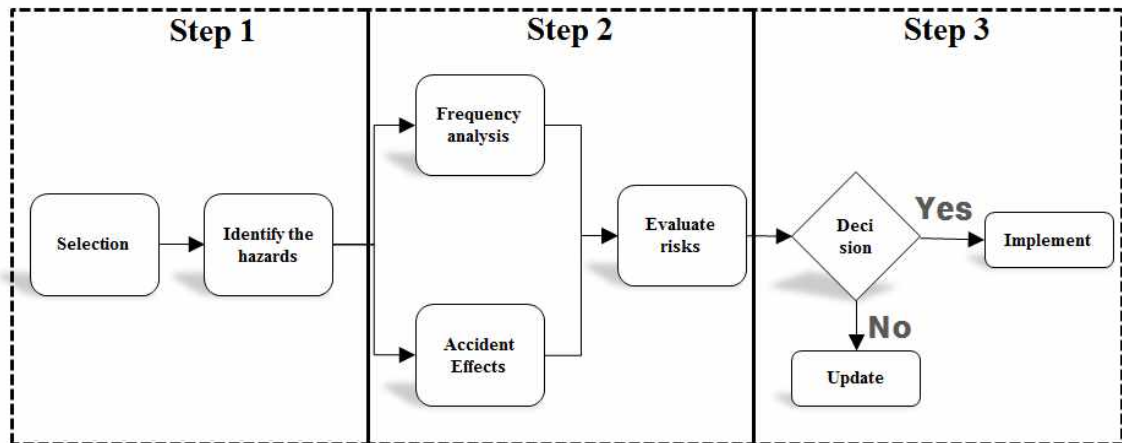 Step 1
Step 2
Step 3
Selection
Identify the
hazards
Frequency
analysis
Accident
Effects
Evaluate
risks
Deci
sion
Yes
Implement
No
Update